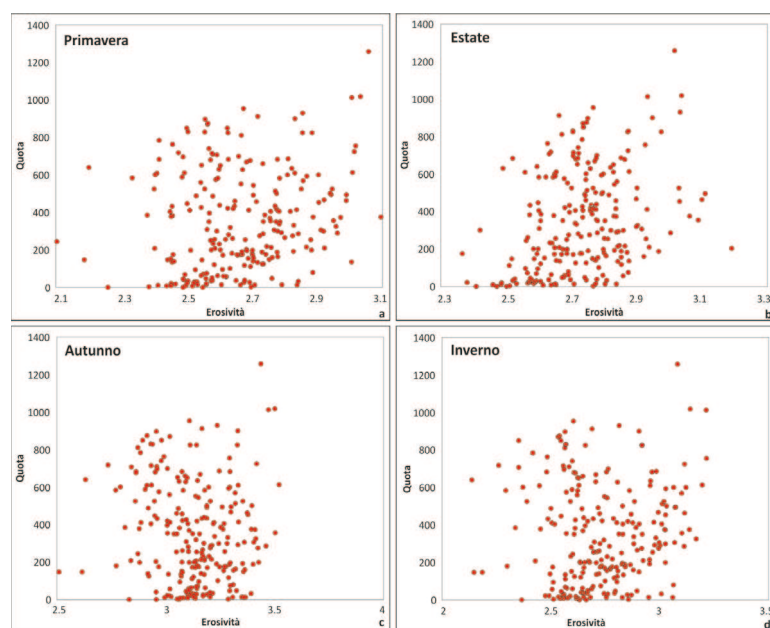 Primavera
Quota
1400
1200
1000
800
600
400
200
0
2.1 2.3 2.5 2.7 2.9 3.1
Erosività
a
Estate
Quota
1400
1200
1000
800
600
400
200
0
2.3 2.5 2.7 2.9 3.1 3.3
Erosività
b
Autunno
Quota
1400
1200
1000
800
600
400
200
0
2.5 3 3.5 4
Erosività
c
Inverno
Quota
1400
1200
1000
800
600
400
200
0
2 2.5 3 3.5
Erosività
d